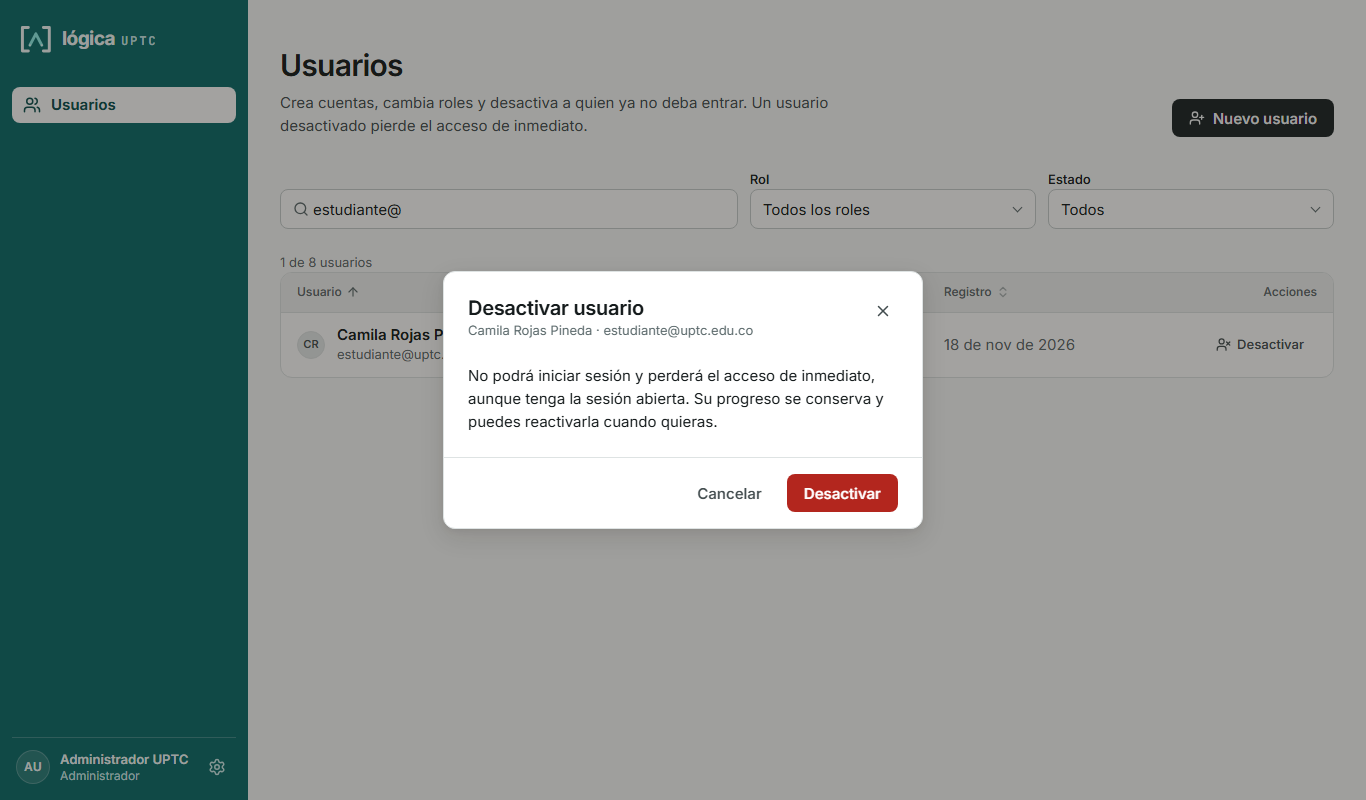 lógica UPTC
Usuarios
Usuarios
Crea cuentas, cambia roles y desactiva a quien ya no deba entrar. Un usuario
desactivado pierde el acceso de inmediato.
Nuevo usuario
Rol
Estado
estudiante@
Todos los roles
Todos
1 de 8 usuarios
Usuario
Registro
Acciones
CR
Camila Rojas P
estudiante@uptc.
18 de nov de 2026
Desactivar
Desactivar usuario
Camila Rojas Pineda · estudiante@uptc.edu.co
No podrá iniciar sesión y perderá el acceso de inmediato,
aunque tenga la sesión abierta. Su progreso se conserva y
puedes reactivarla cuando quieras.
Cancelar
Desactivar
AU
Administrador UPTC
Administrador